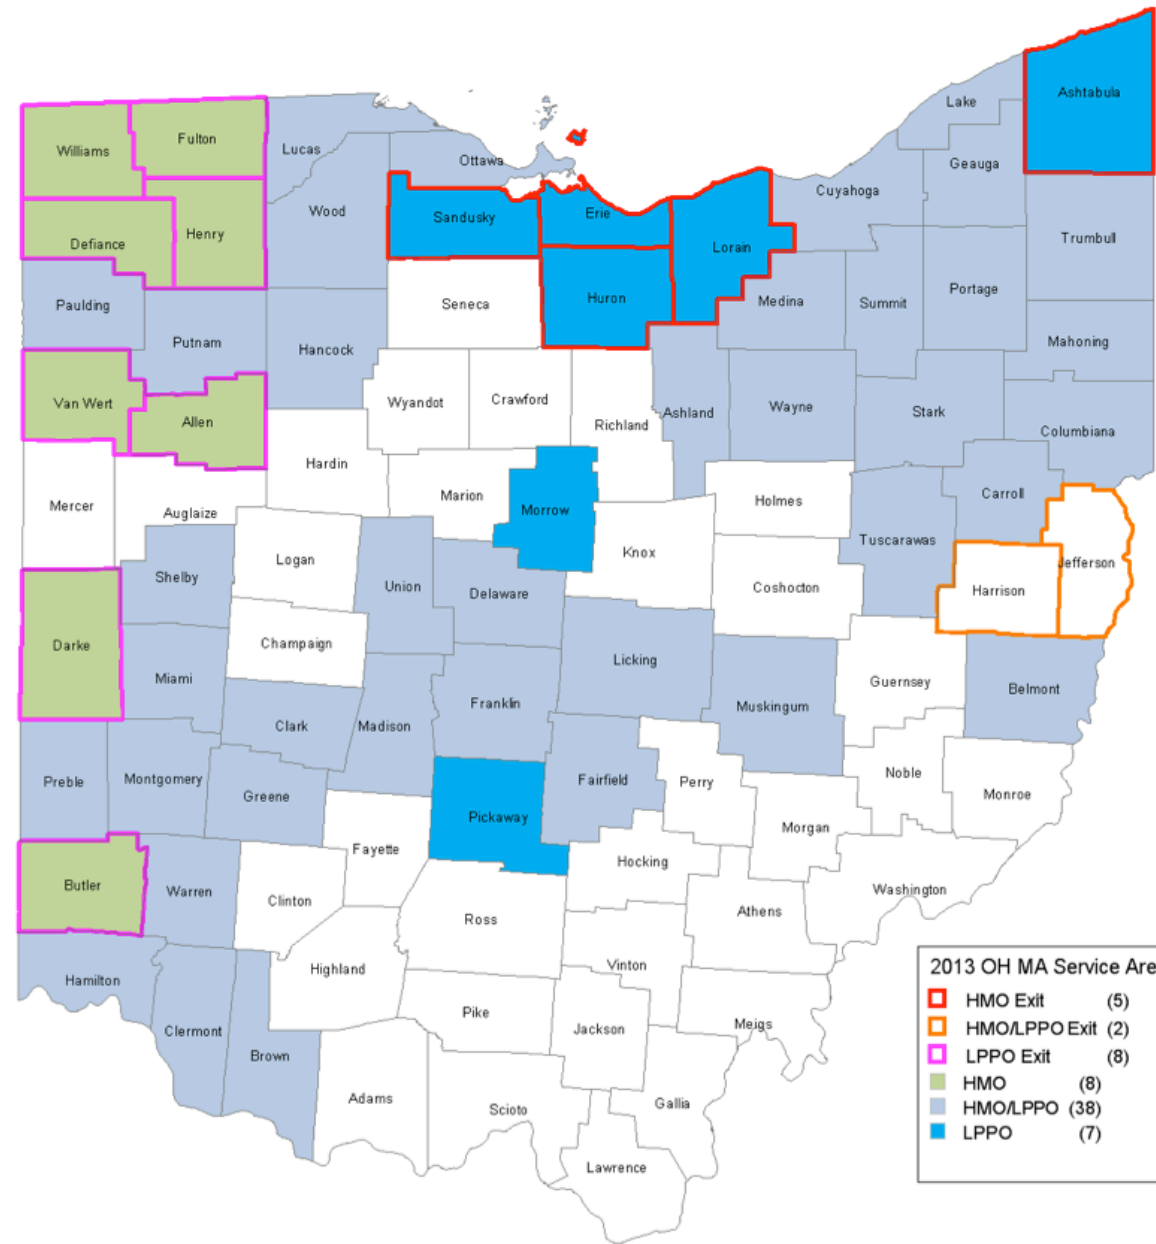 Ashtabula
Lake
Williams
Fulton
Lucas
Ottawa
Geauga
Cuyahoga
Wood
Sandusky
Erie
Defiance
Henry
Lorain
Trumbull
Paulding
Seneca
Huron
Medina
Summit
Portage
Putnam
Hancock
Mahoning
Van Wert
Allen
Wyandot
Crawford
Richland
Ashland
Wayne
Stark
Columbiana
Hardin
Marion
Morrow
Holmes
Carroll
Mercer
Auglaize
Knox
Tuscarawas
Logan
Shelby
Union
Delaware
Coshocton
Harrison
Jefferson
Darke
Champaign
Miami
Licking
Guernsey
Belmont
Clark
Madison
Franklin
Muskingum
Preble
Montgomery
Greene
Fairfield
Perry
Noble
Monroe
Pickaway
Morgan
Fayette
Hocking
Butler
Warren
Clinton
Ross
Athens
Washington
Hamilton
Highland
Vinton
Pike
Jackson
Meigs
Clermont
Brown
Adams
Scioto
Gallia
Lawrence
2013 OH MA Service Are
HMO Exit (5)
HMO/LPPO Exit (2)
LPPO Exit (8)
HMO (8)
HMO/LPPO (38)
LPPO (7)